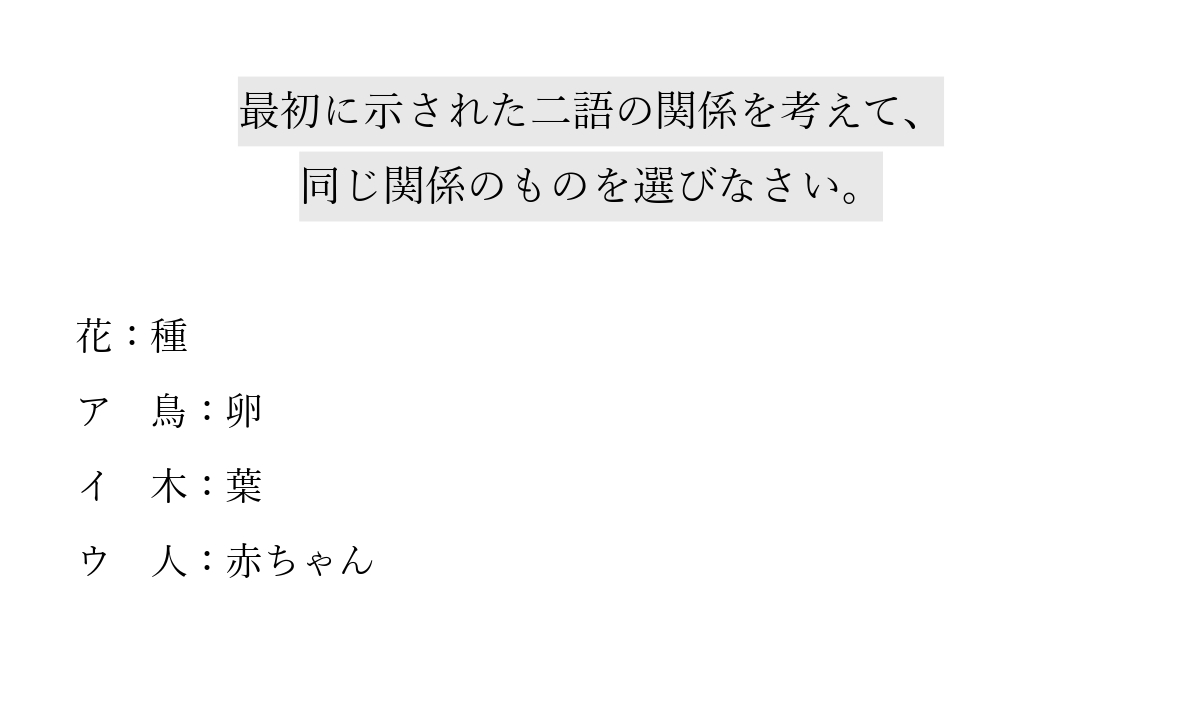 最初に示された二語の関係を考えて、
同じ関係のものを選びなさい。
花：種
ア　鳥：卵
イ　木：葉
ウ　人：赤ちゃん